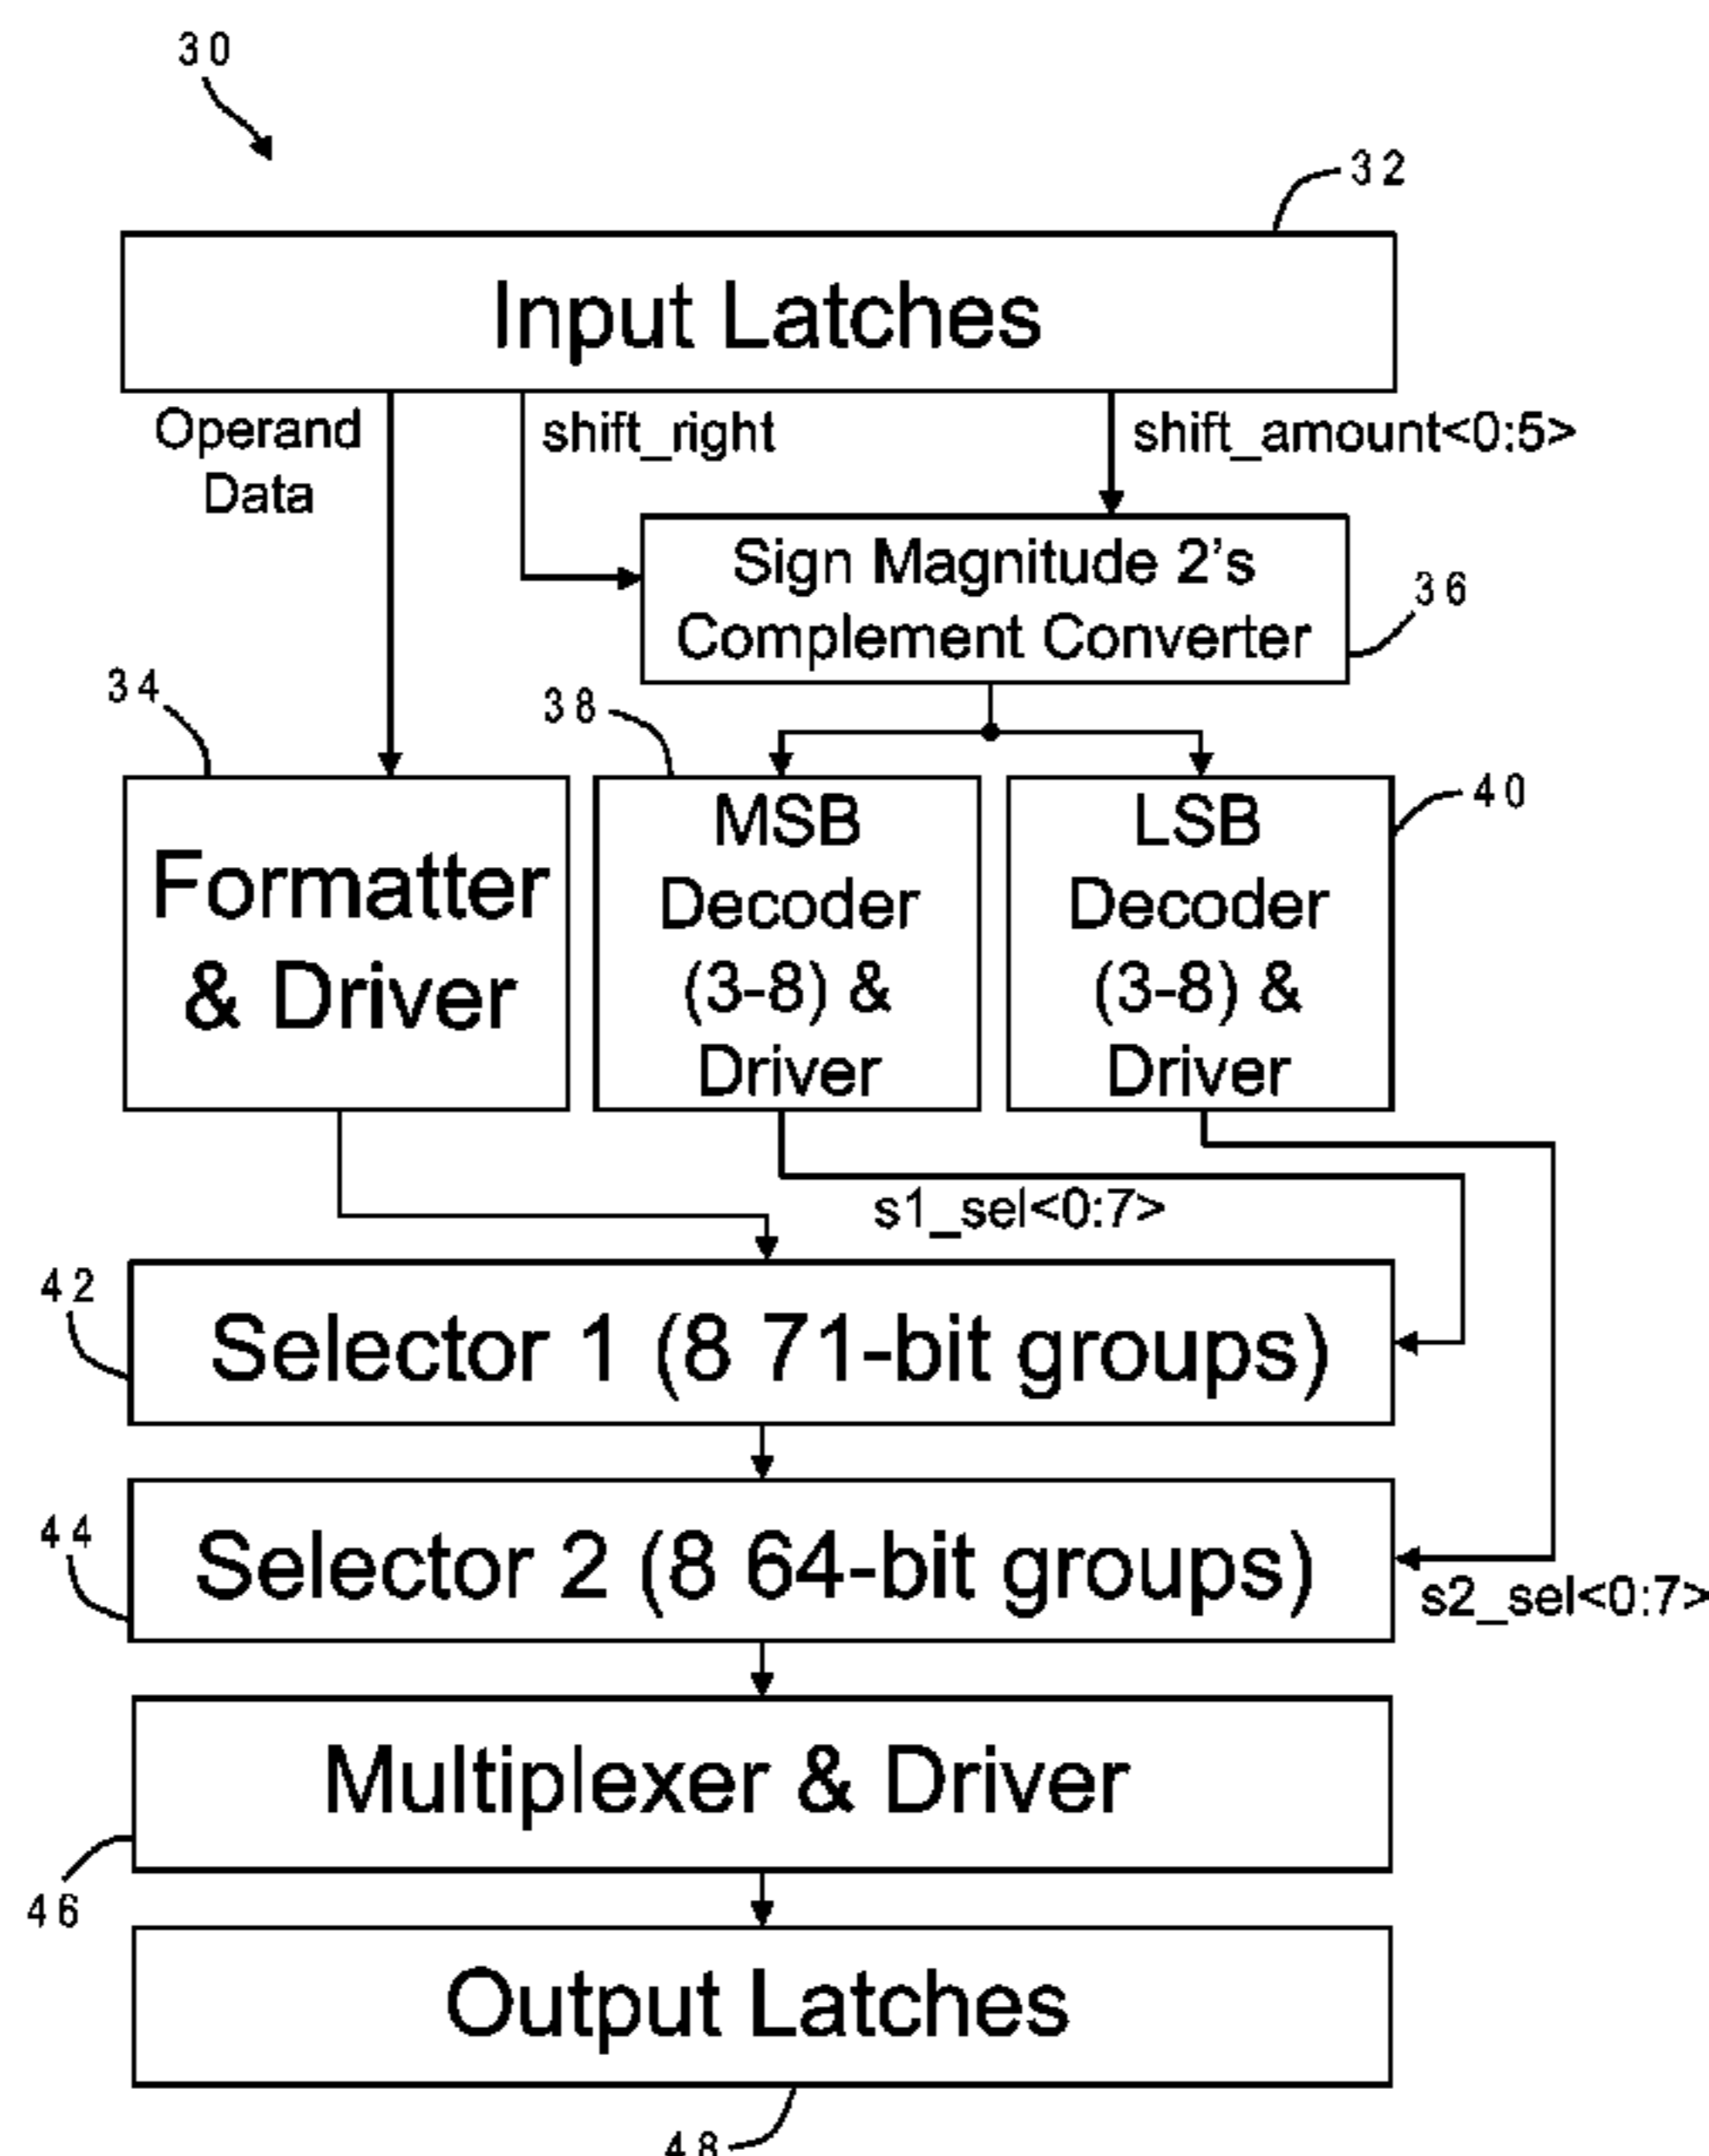 30
32
Input Latches
Operand
Data
shift_right
shift_amount<0:5>
Sign Magnitude 2's
Complement Converter
36
34
38
40
Formatter
& Driver
MSB
Decoder
(3-8) &
Driver
LSB
Decoder
(3-8) &
Driver
s1_sel<0:7>
42
Selector 1 (8 71-bit groups)
44
Selector 2 (8 64-bit groups)
s2_sel<0:7>
Multiplexer & Driver
46
Output Latches
48